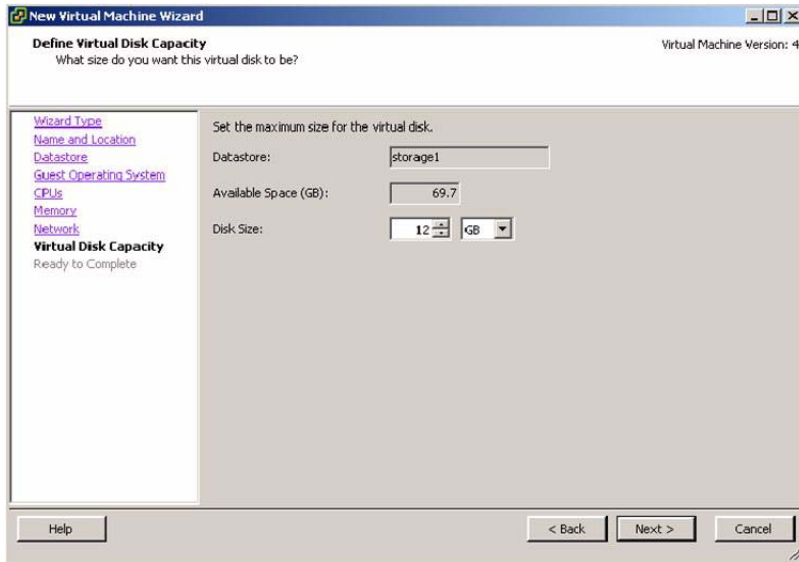 New Virtual Machine Wizard
Define Virtual Disk Capacity
What size do you want this virtual disk to be?
Virtual Machine Version: 4
Wizard Type
Name and Location
Datastore
Guest Operating System
CPUs
Memory
Network
Virtual Disk Capacity
Ready to Complete
Set the maximum size for the virtual disk.
Datastore: storage1
Available Space (GB): 69.7
Disk Size: 12 GB
Help < Back Next > Cancel